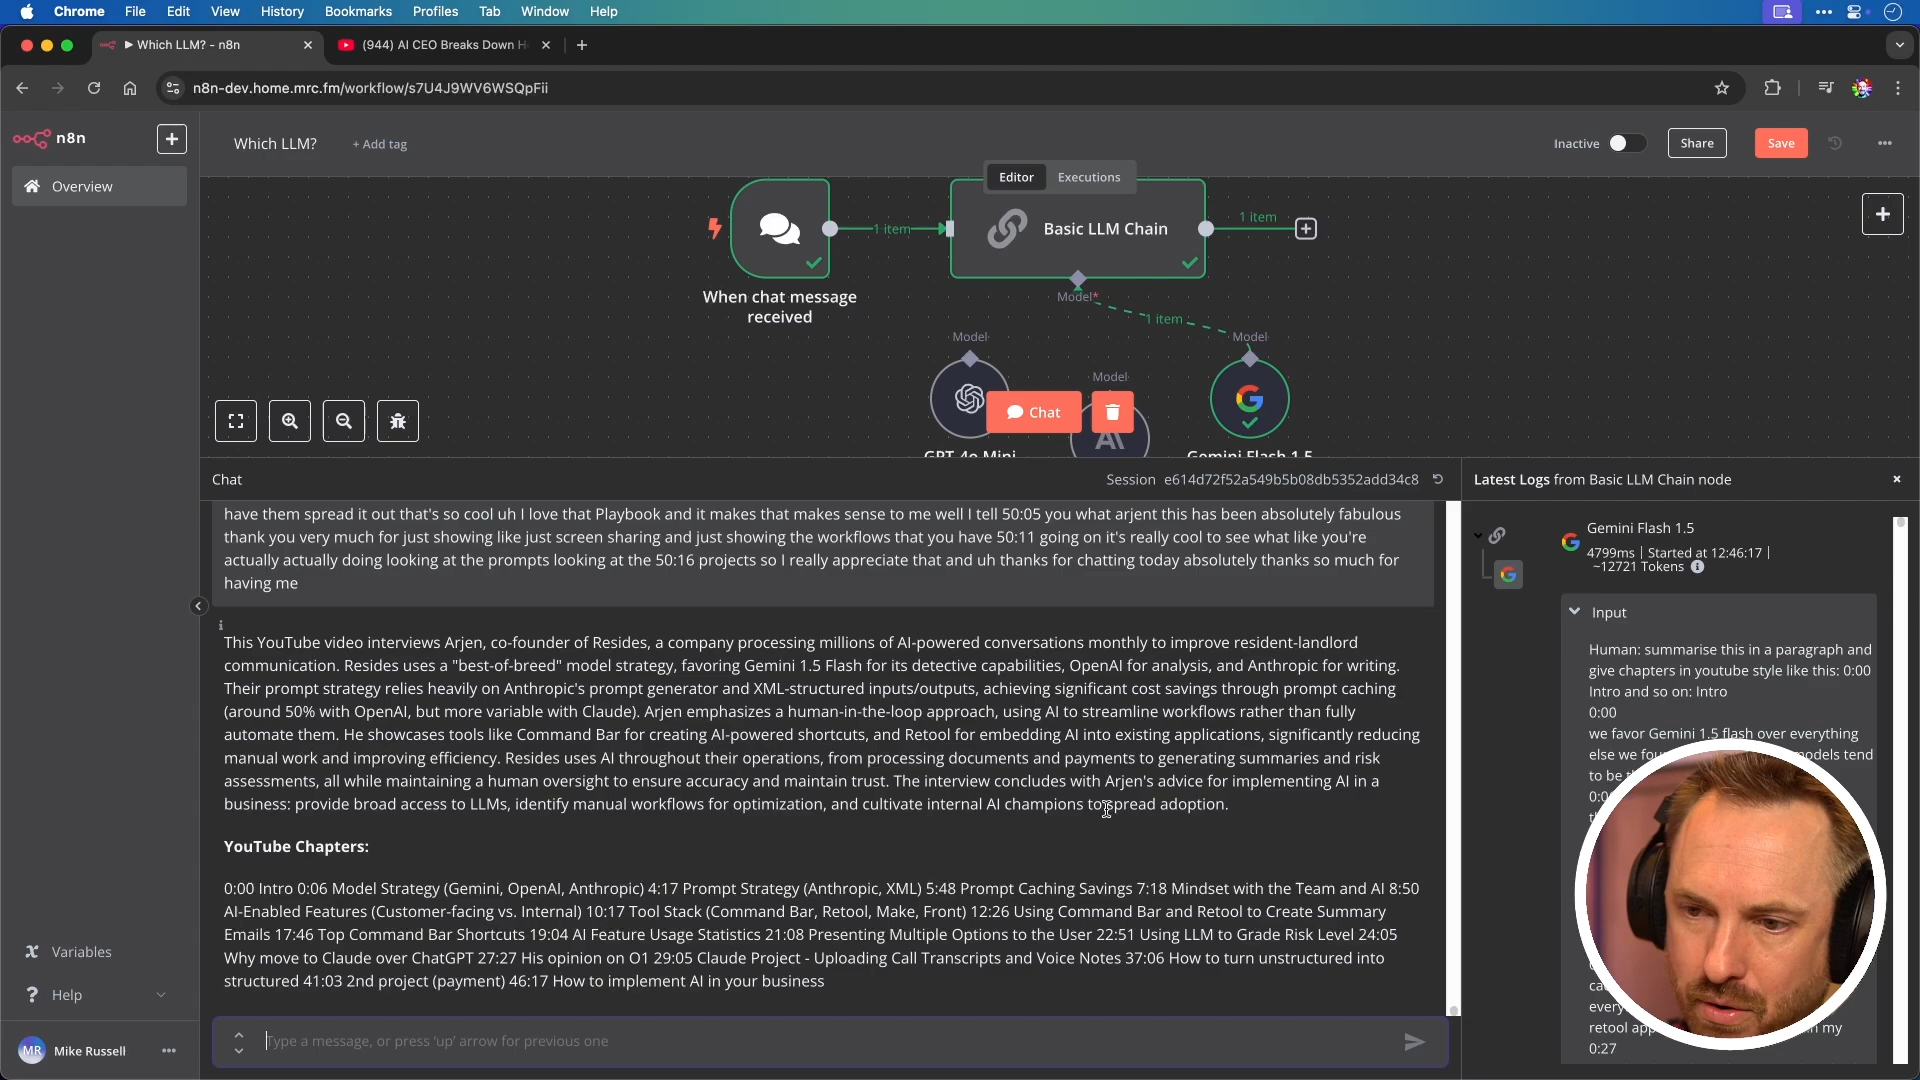 Chrome File Edit View History Bookmarks Profiles Tab Window Help
Which LLM? - n8n
(944) AI CEO Breaks Down H
n8n-dev.home.mrc.fm/workflow/s7U4J9WV6WSQpFii
n8n
Overview
Which LLM?
+ Add tag
Inactive
Share
Save
Editor
Executions
1 item
Basic LLM Chain
1 item
When chat message
received
Model*
1 item
Model
Model
Model
Chat
GPT 4o Mini
Gemini Flash 1.5
Chat
Session e614d72f52a549b5b08db5352add34c8
have them spread it out that's so cool uh I love that Playbook and it makes that makes sense to me well I tell 50:05 you what arjent this has been absolutely fabulous
thank you very much for just showing like just screen sharing and just showing the workflows that you have 50:11 going on it's really cool to see what like you're
actually actually doing looking at the prompts looking at the 50:16 projects so I really appreciate that and uh thanks for chatting today absolutely thanks so much for
having me
This YouTube video interviews Arjen, co-founder of Resides, a company processing millions of AI-powered conversations monthly to improve resident-landlord
communication. Resides uses a "best-of-breed" model strategy, favoring Gemini 1.5 Flash for its detective capabilities, OpenAI for analysis, and Anthropic for writing.
Their prompt strategy relies heavily on Anthropic's prompt generator and XML-structured inputs/outputs, achieving significant cost savings through prompt caching
(around 50% with OpenAI, but more variable with Claude). Arjen emphasizes a human-in-the-loop approach, using AI to streamline workflows rather than fully
automate them. He showcases tools like Command Bar for creating AI-powered shortcuts, and Retool for embedding AI into existing applications, significantly reducing
manual work and improving efficiency. Resides uses AI throughout their operations, from processing documents and payments to generating summaries and risk
assessments, all while maintaining a human oversight to ensure accuracy and maintain trust. The interview concludes with Arjen's advice for implementing AI in a
business: provide broad access to LLMs, identify manual workflows for optimization, and cultivate internal AI champions to spread adoption.
YouTube Chapters:
0:00 Intro 0:06 Model Strategy (Gemini, OpenAI, Anthropic) 4:17 Prompt Strategy (Anthropic, XML) 5:48 Prompt Caching Savings 7:18 Mindset with the Team and AI 8:50
AI-Enabled Features (Customer-facing vs. Internal) 10:17 Tool Stack (Command Bar, Retool, Make, Front) 12:26 Using Command Bar and Retool to Create Summary
Emails 17:46 Top Command Bar Shortcuts 19:04 AI Feature Usage Statistics 21:08 Presenting Multiple Options to the User 22:51 Using LLM to Grade Risk Level 24:05
Why move to Claude over ChatGPT 27:27 His opinion on O1 29:05 Claude Project - Uploading Call Transcripts and Voice Notes 37:06 How to turn unstructured into
structured 41:03 2nd project (payment) 46:17 How to implement AI in your business
Type a message, or press 'up' arrow for previous one
Latest Logs from Basic LLM Chain node
Gemini Flash 1.5
4799ms | Started at 12:46:17 |
~12721 Tokens
Input
Human: summarise this in a paragraph and
give chapters in youtube style like this: 0:00
Intro and so on: Intro
0:00
we favor Gemini 1.5 flash over everything
else we fou odels tend
to be
retool app n my
0:27
Variables
Help
MR Mike Russell